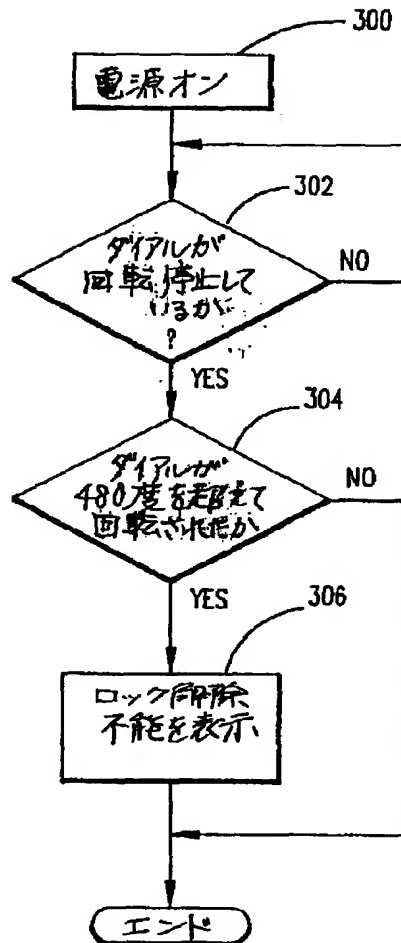 300
電源オン
302
ダイアルが
回転停止して
いるか
?
NO
YES
304
ダイアルが
480度を超えて
回転されたか
NO
YES
306
ロック解除
不能を表示
エンド